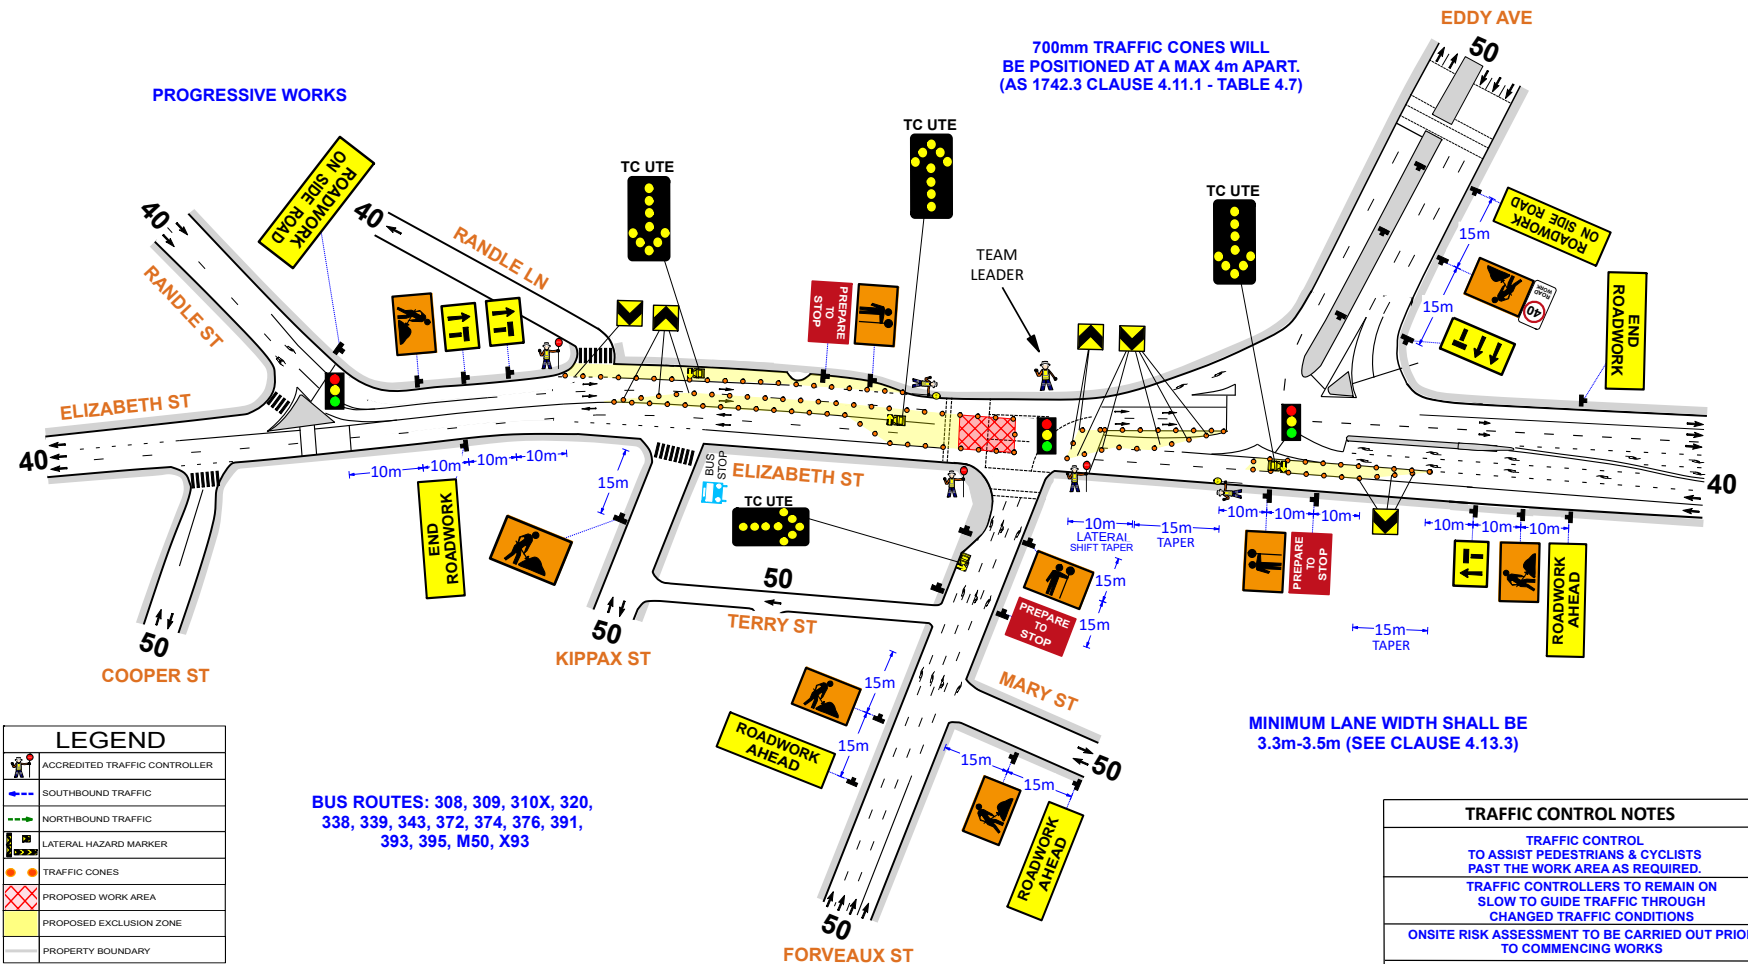 EDDY AVE
50
700mm TRAFFIC CONES WILL
BE POSITIONED AT A MAX 4m APART.
(AS 1742.3 CLAUSE 4.11.1 - TABLE 4.7)
PROGRESSIVE WORKS
TC UTE
TC UTE
TC UTE
ROADWORK
ON SIDE ROAD
40
40
RANDLE LN
RANDLE ST
TEAM
LEADER
PREPARE
TO
STOP
ROADWORK
ON SIDE ROAD
15m
15m
ROAD
WORK
40
END
ROADWORK
ELIZABETH ST
40
10m
10m
10m
10m
END
ROADWORK
15m
BUS
STOP
ELIZABETH ST
TC UTE
10m
LATERAL
SHIFT TAPER
15m
TAPER
10m
10m
10m
PREPARE
TO
STOP
10m
10m
10m
40
ROADWORK
AHEAD
15m
TAPER
15m
15m
PREPARE
TO
STOP
50
TERRY ST
50
KIPPAX ST
50
COOPER ST
MARY ST
50
15m
15m
ROADWORK
AHEAD
15m
15m
ROADWORK
AHEAD
50
FORVEAUX ST
MINIMUM LANE WIDTH SHALL BE
3.3m-3.5m (SEE CLAUSE 4.13.3)
BUS ROUTES: 308, 309, 310X, 320,
338, 339, 343, 372, 374, 376, 391,
393, 395, M50, X93
LEGEND
ACCREDITED TRAFFIC CONTROLLER
SOUTHBOUND TRAFFIC
NORTHBOUND TRAFFIC
LATERAL HAZARD MARKER
TRAFFIC CONES
PROPOSED WORK AREA
PROPOSED EXCLUSION ZONE
PROPERTY BOUNDARY
TRAFFIC CONTROL NOTES
TRAFFIC CONTROL
TO ASSIST PEDESTRIANS & CYCLISTS
PAST THE WORK AREA AS REQUIRED.
TRAFFIC CONTROLLERS TO REMAIN ON
SLOW TO GUIDE TRAFFIC THROUGH
CHANGED TRAFFIC CONDITIONS
ONSITE RISK ASSESSMENT TO BE CARRIED OUT PRIOR
TO COMMENCING WORKS